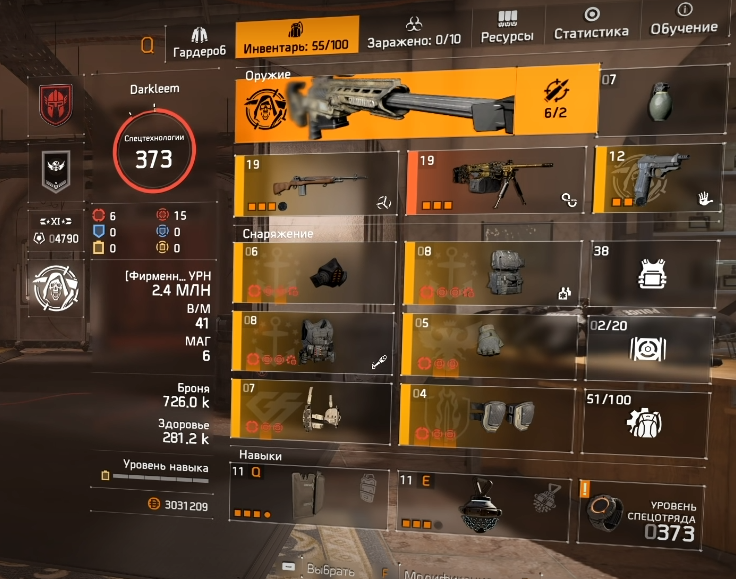 Q
Гардероб
Инвентарь: 55/100
Заражено: 0/10
Ресурсы
Статистика
Обучение
Darkleem
Спецтехнологии
373
XI
04790
6 15
0 0
0 0
[Фирменн... УРН
2.4 МЛН
В/М
41
МАГ
6
Броня
726.0 k
Здоровье
281.2 k
Уровень навыка
3031209
Оружие
6/2
07
19
19
12
Снаряжение
06
08
38
08
05
02/20
07
04
51/100
Навыки
11 Q
11 E
УРОВЕНЬ
СПЕЦОТРЯДА
0373
Выбрать